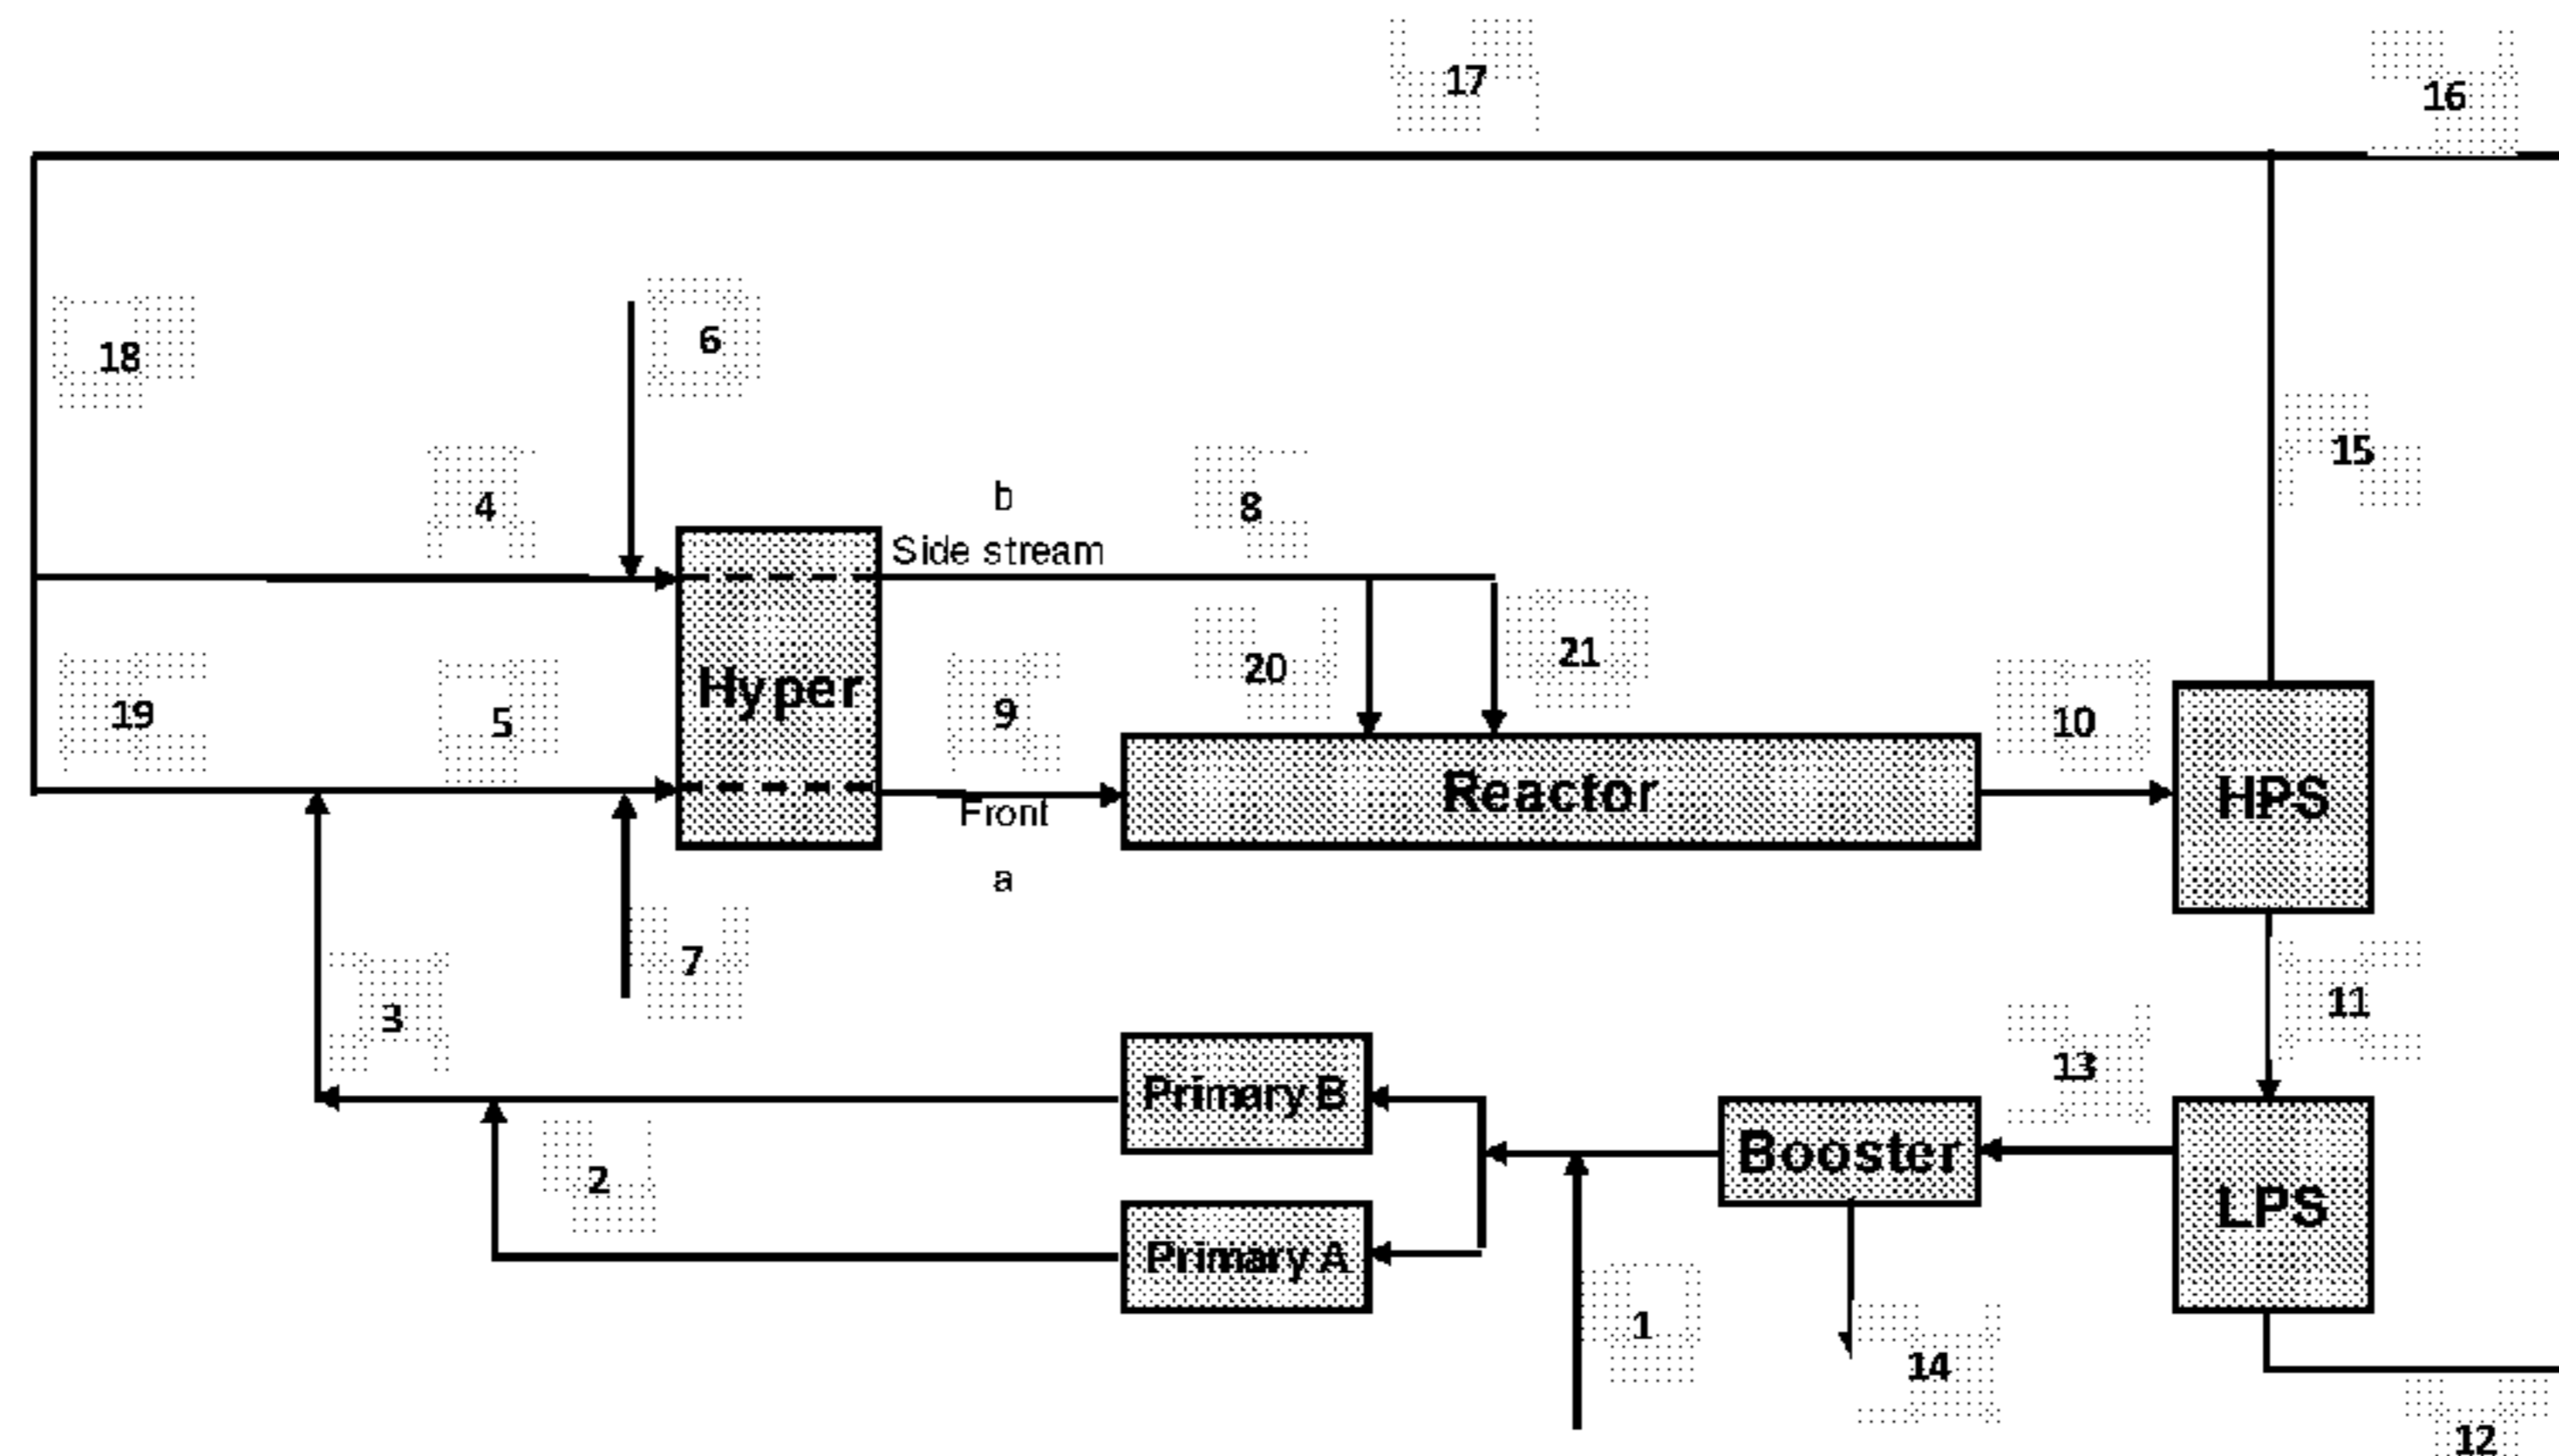 17
16
18
6
15
4
b
8
Side stream
20
21
19
5
Hyper
9
10
Reactor
HPS
Front
a
7
3
11
13
Primary B
Booster
2
LPS
Primary A
1
14
12